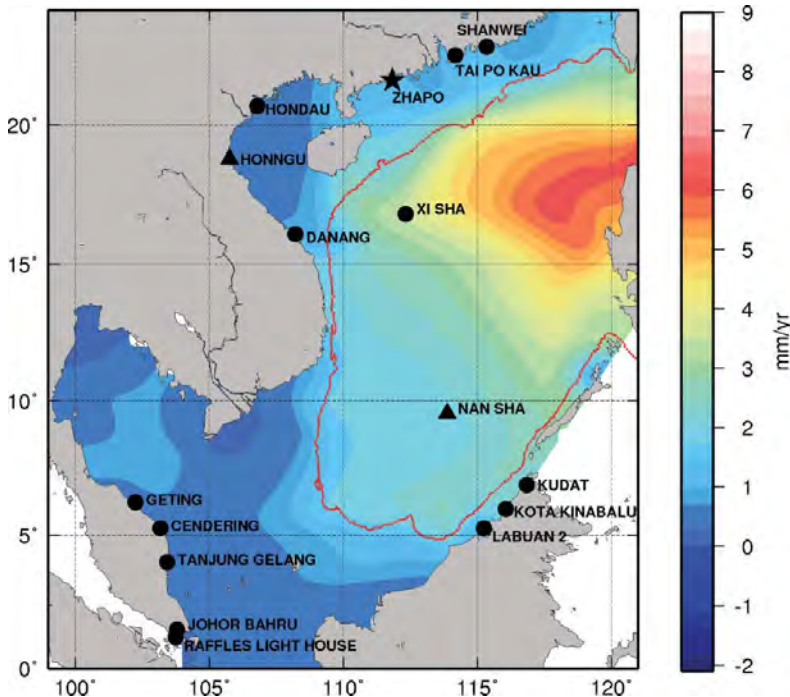 SHANWEI
TAI PO KAU
ZHAPO
HONDAU
HONNGU
XI SHA
DANANG
NAN SHA
KUDAT
KOTA KINABALU
LABUAN 2
GETING
CENDERING
TANJUNG GELANG
JOHOR BAHRU
RAFFLES LIGHT HOUSE
20°
15°
10°
5°
0°
100°
105°
110°
115°
120°
9
8
7
6
5
4
3
2
1
0
-1
-2
mm/yr